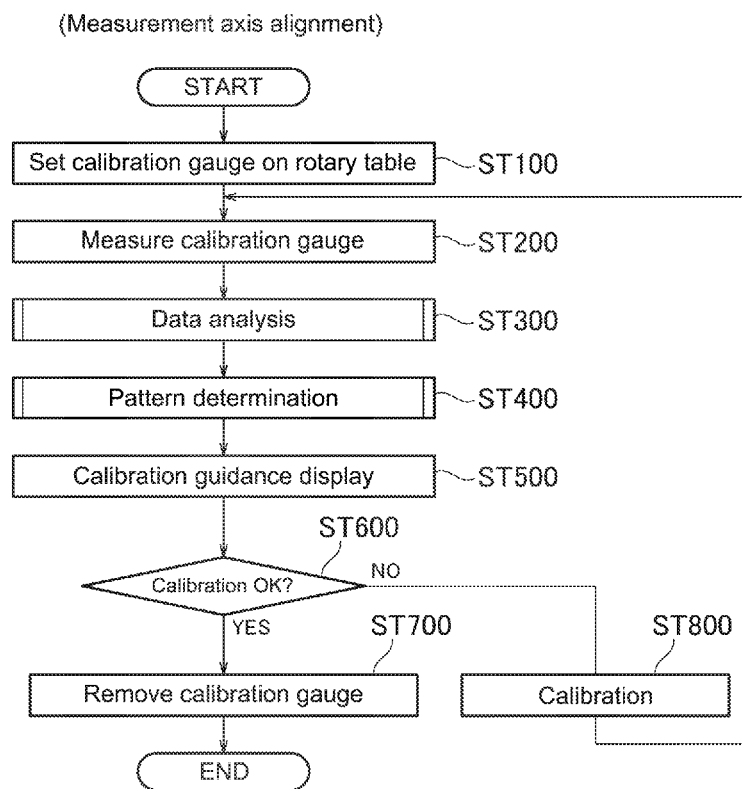 (Measurement axis alignment)
START
Set calibration gauge on rotary table ST100
Measure calibration gauge ST200
Data analysis ST300
Pattern determination ST400
Calibration guidance display ST500
ST600
Calibration OK? NO
YES ST700 ST800
Remove calibration gauge Calibration
END